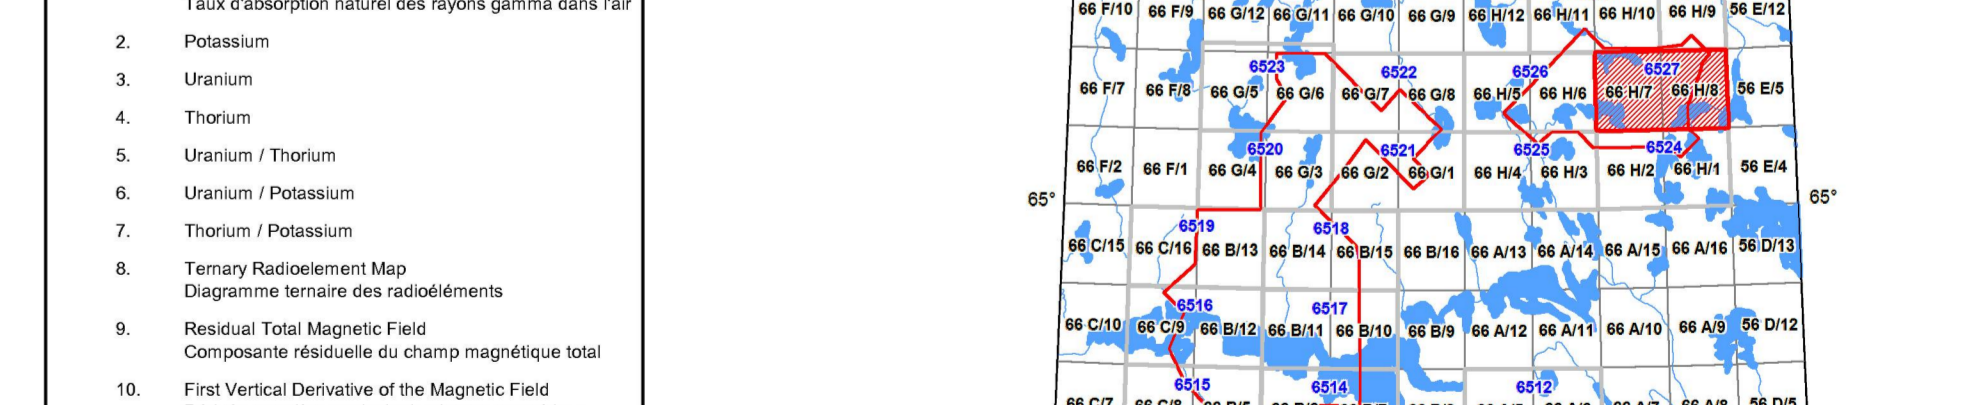 Taux d'absorption naturel des rayons gamma dans l'air
2. Potassium
3. Uranium
4. Thorium
5. Uranium / Thorium
6. Uranium / Potassium
7. Thorium / Potassium
8. Ternary Radioelement Map
Diagramme ternaire des radioéléments
9. Residual Total Magnetic Field
Composante résiduelle du champ magnétique total
10. First Vertical Derivative of the Magnetic Field
66 F/10 66 F/9 66 G/12 66 G/11 66 G/10 66 G/9 66 H/12 66 H/11 66 H/10 66 H/9 56 E/12
6523 6522 6526 6527
66 F/7 66 F/8 66 G/5 66 G/6 66 G/7 66 G/8 66 H/5 66 H/6 66 H/7 66 H/8 56 E/5
6520 6521 6525 6524
66 F/2 66 F/1 66 G/4 66 G/3 66 G/2 66 G/1 66 H/4 66 H/3 66 H/2 66 H/1 56 E/4
65° 65°
6519 6518
66 C/15 66 C/16 66 B/13 66 B/14 66 B/15 66 B/16 66 A/13 66 A/14 66 A/15 66 A/16 56 D/13
6516 6517
66 C/10 66 C/9 66 B/12 66 B/11 66 B/10 66 B/9 66 A/12 66 A/11 66 A/10 66 A/9 56 D/12
6515 6514 6512
66 C/7 66 C/8 56 D/5